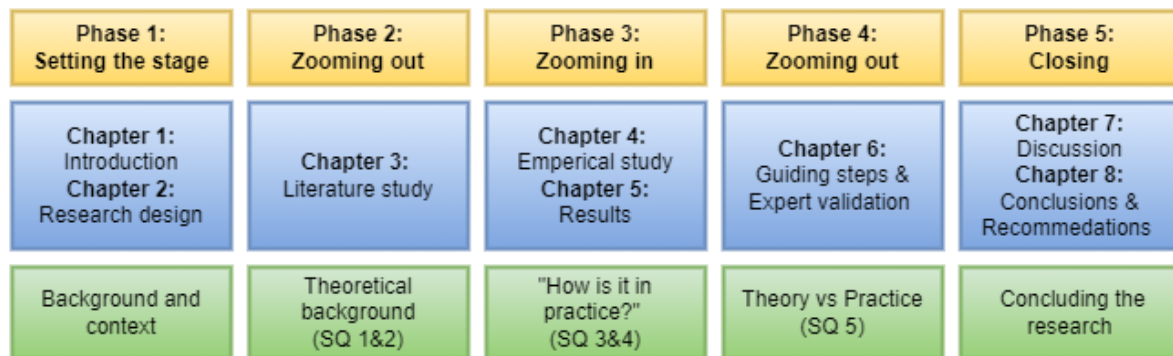 Phase 1:
Setting the stage
Phase 2:
Zooming out
Phase 3:
Zooming in
Phase 4:
Zooming out
Phase 5:
Closing
Chapter 1:
Introduction
Chapter 2:
Research design
Chapter 3:
Literature study
Chapter 4:
Emperical study
Chapter 5:
Results
Chapter 6:
Guiding steps &
Expert validation
Chapter 7:
Discussion
Chapter 8:
Conclusions &
Recommedations
Background and
context
Theoretical
background
(SQ 1&2)
"How is it in
practice?"
(SQ 3&4)
Theory vs Practice
(SQ 5)
Concluding the
research